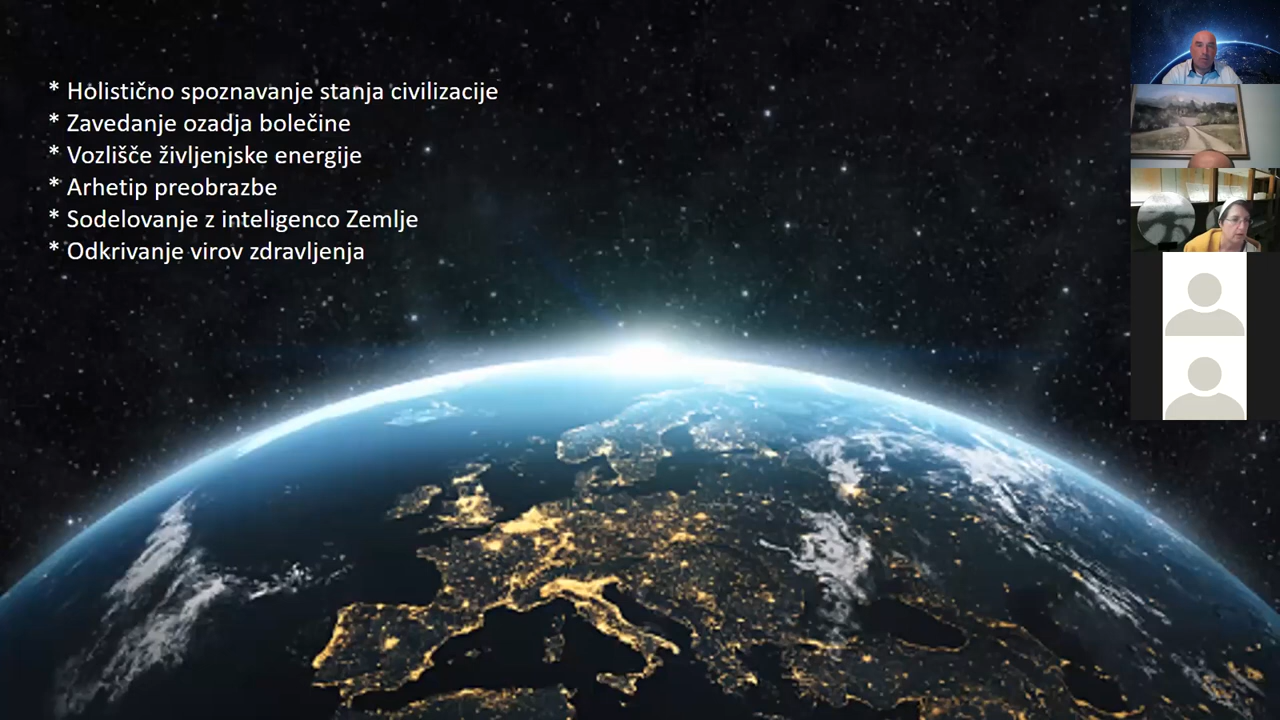 * Holistično spoznavanje stanja civilizacije
* Zavedanje ozadja bolečine
* Vozlišče življenjske energije
* Arhetip preobrazbe
* Sodelovanje z inteligenco Zemlje
* Odkrivanje virov zdravljenja